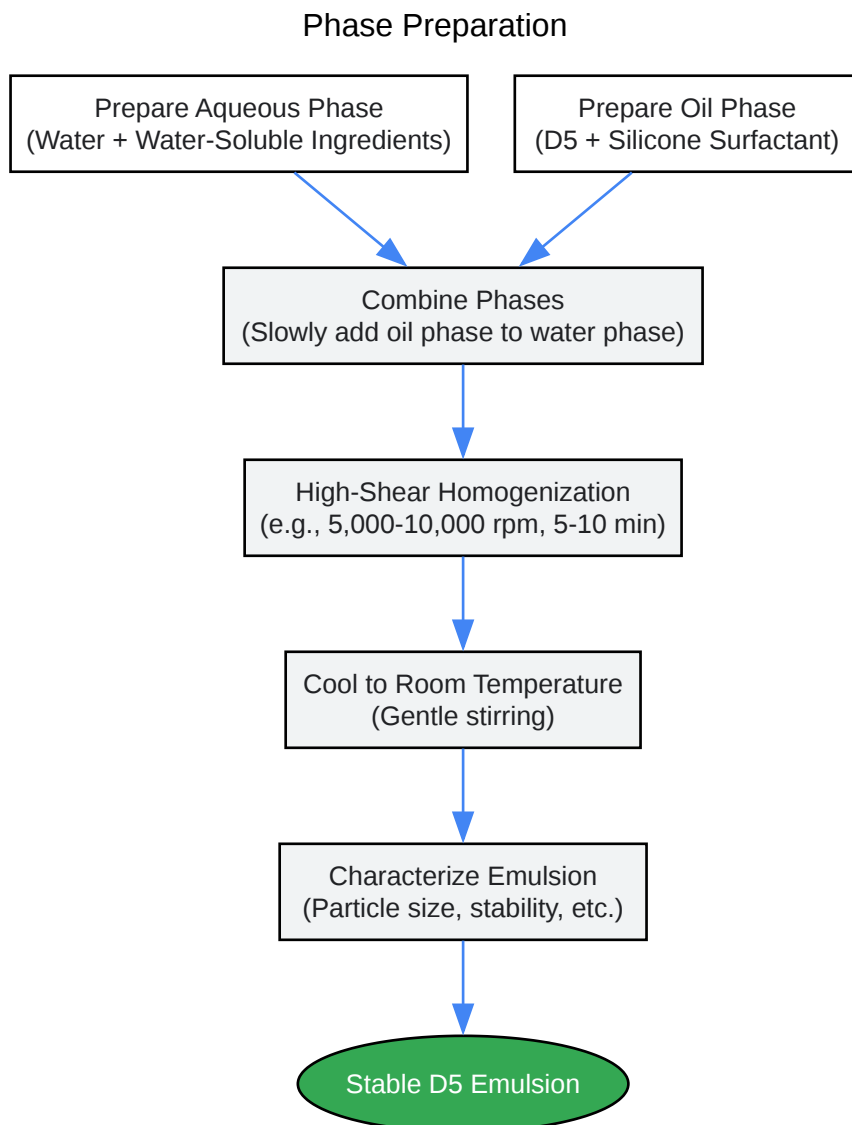 Phase Preparation
Prepare Aqueous Phase
(Water + Water-Soluble Ingredients)
Prepare Oil Phase
(D5 + Silicone Surfactant)
Combine Phases
(Slowly add oil phase to water phase)
High-Shear Homogenization
(e.g., 5,000-10,000 rpm, 5-10 min)
Cool to Room Temperature
(Gentle stirring)
Characterize Emulsion
(Particle size, stability, etc.)
Stable D5 Emulsion